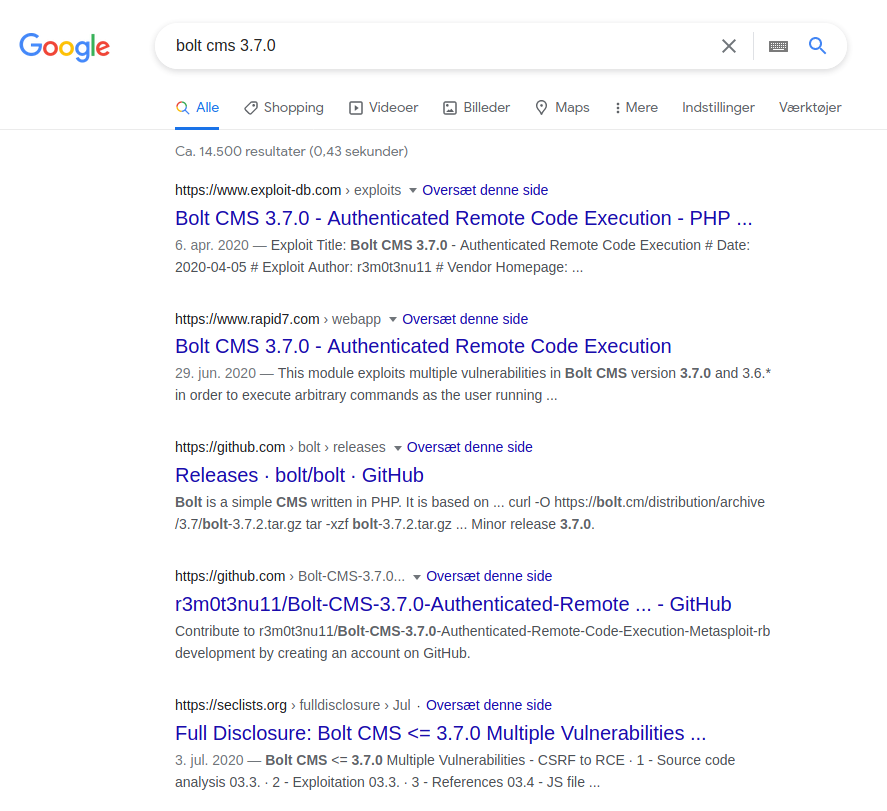 Google
bolt cms 3.7.0
Alle Shopping Videoer Billeder Maps Mere Indstillinger Værktøjer
Ca. 14.500 resultater (0,43 sekunder)
https://www.exploit-db.com › exploits Oversæt denne side
Bolt CMS 3.7.0 - Authenticated Remote Code Execution - PHP ...
6. apr. 2020 — Exploit Title: Bolt CMS 3.7.0 - Authenticated Remote Code Execution # Date:
2020-04-05 # Exploit Author: r3m0t3nu11 # Vendor Homepage: ...
https://www.rapid7.com › webapp Oversæt denne side
Bolt CMS 3.7.0 - Authenticated Remote Code Execution
29. jun. 2020 — This module exploits multiple vulnerabilities in Bolt CMS version 3.7.0 and 3.6.*
in order to execute arbitrary commands as the user running ...
https://github.com › bolt › releases Oversæt denne side
Releases · bolt/bolt · GitHub
Bolt is a simple CMS written in PHP. It is based on ... curl -O https://bolt.cm/distribution/archive
/3.7/bolt-3.7.2.tar.gz tar -xzf bolt-3.7.2.tar.gz ... Minor release 3.7.0.
https://github.com › Bolt-CMS-3.7.0... Oversæt denne side
r3m0t3nu11/Bolt-CMS-3.7.0-Authenticated-Remote ... - GitHub
Contribute to r3m0t3nu11/Bolt-CMS-3.7.0-Authenticated-Remote-Code-Execution-Metasploit-rb
development by creating an account on GitHub.
https://seclists.org › fulldisclosure › Jul · Oversæt denne side
Full Disclosure: Bolt CMS <= 3.7.0 Multiple Vulnerabilities ...
3. jul. 2020 — Bolt CMS <= 3.7.0 Multiple Vulnerabilities - CSRF to RCE · 1 - Source code
analysis 03.3. · 2 - Exploitation 03.3. · 3 - References 03.4 - JS file ...